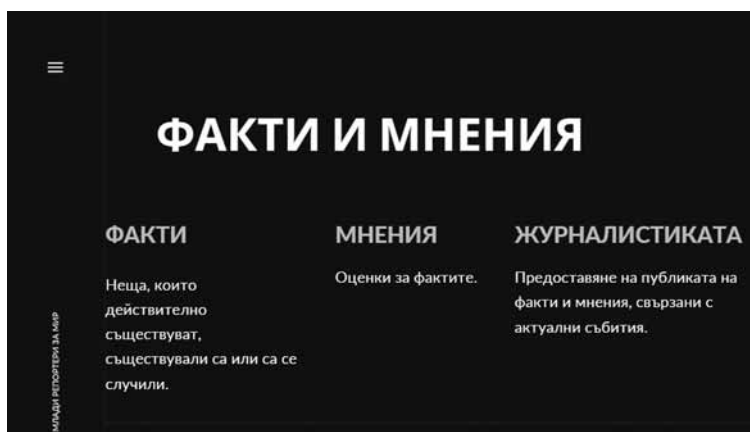 ФАКТИ И МНЕНИЯ
ФАКТИ
Неща, които
действително
съществуват,
съществували са или са се
случили.
МНЕНИЯ
Оценки за фактите.
ЖУРНАЛИСТИКАТА
Предоставяне на публиката на
факти и мнения, свързани с
актуални събития.
МЛАДИ РЕПОРТЕРИ ЗА МИР